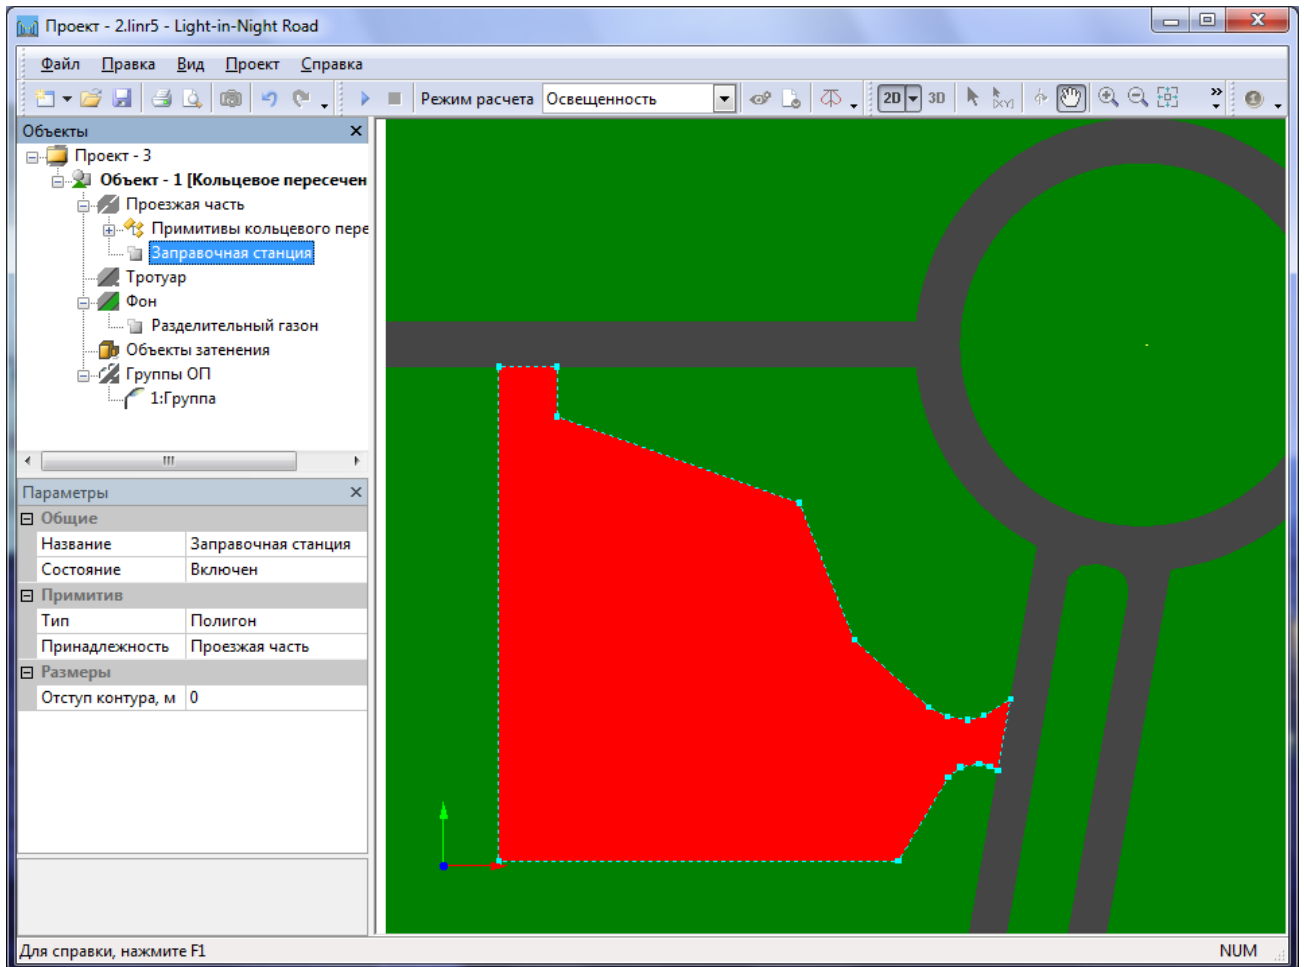 Проект - 2.linr5 - Light-in-Night Road
Файл Правка Вид Проект Справка
Режим расчета Освещенность 2D 3D
Объекты
Проект - 3
Объект - 1 [Кольцевое пересечен
Проезжая часть
Примитивы кольцевого пере
Заправочная станция
Тротуар
Фон
Разделительный газон
Объекты затенения
Группы ОП
1:Группа
Параметры
Общие
Название Заправочная станция
Состояние Включен
Примитив
Тип Полигон
Принадлежность Проезжая часть
Размеры
Отступ контура, м 0
Для справки, нажмите F1 NUM